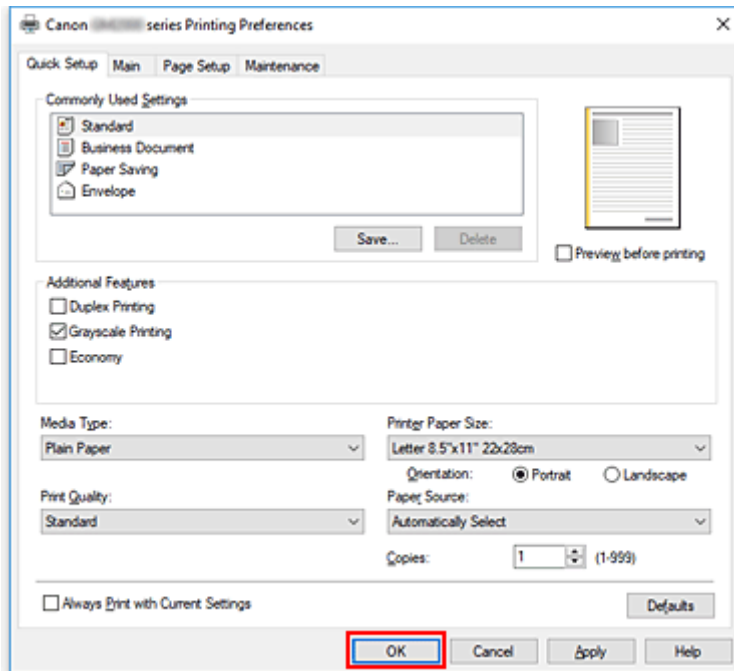 Canon series Printing Preferences
Quick Setup Main Page Setup Maintenance
Commonly Used Settings
Standard
Business Document
Paper Saving
Envelope
Save... Delete
Preview before printing
Additional Features
Duplex Printing
Grayscale Printing
Economy
Media Type:
Plain Paper
Printer Paper Size:
Letter 8.5"x11" 22x28cm
Orientation: Portrait Landscape
Print Quality:
Standard
Paper Source:
Automatically Select
Copies: 1 (1-999)
Always Print with Current Settings
Defaults
OK Cancel Apply Help